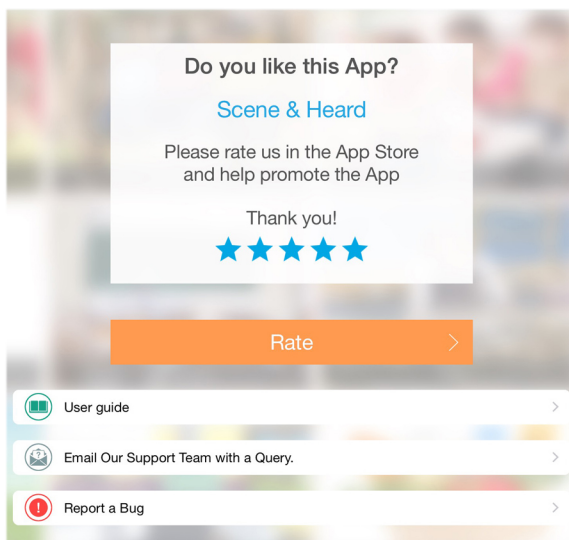 Do you like this App?
Scene & Heard
Please rate us in the App Store
and help promote the App
Thank you!
Rate
User guide
Email Our Support Team with a Query.
Report a Bug